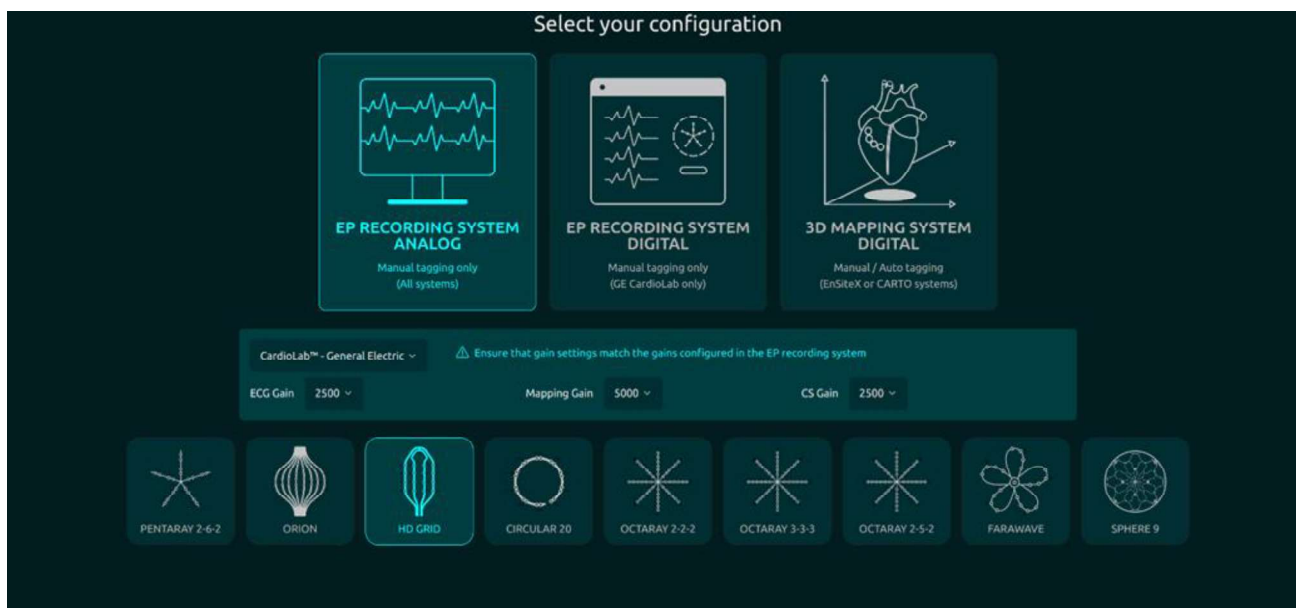 Select your configuration
EP RECORDING SYSTEM
ANALOG
Manual tagging only
(All systems)
EP RECORDING SYSTEM
DIGITAL
Manual tagging only
(GE CardioLab only)
3D MAPPING SYSTEM
DIGITAL
Manual / Auto tagging
(EnSiteX or CARTO systems)
CardioLab™ - General Electric
Ensure that gain settings match the gains configured in the EP recording system
ECG Gain 2500
Mapping Gain 5000
CS Gain 2500
PENTARAY 2-6-2
ORION
HD GRID
CIRCULAR 20
OCTARAY 2-2-2
OCTARAY 3-3-3
OCTARAY 2-5-2
FARAWAVE
SPHERE 9